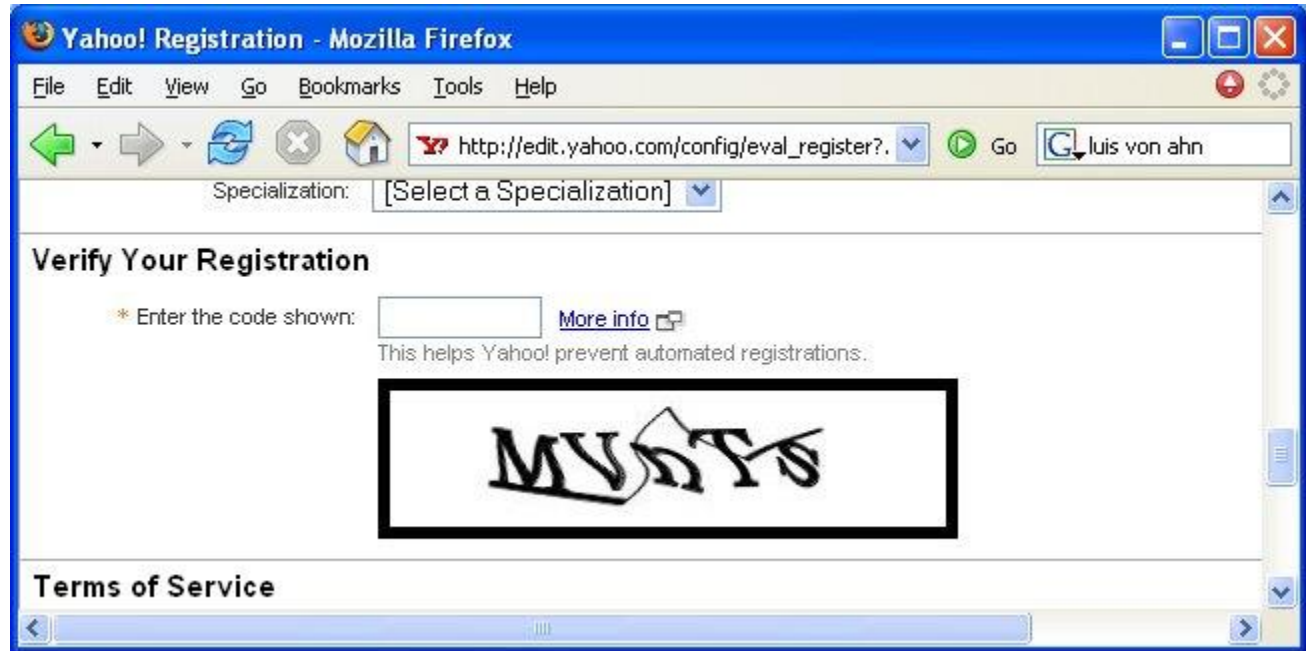 Yahoo! Registration - Mozilla Firefox
File Edit View Go Bookmarks Tools Help
http://edit.yahoo.com/config/eval_register?. Go luis von ahn
Specialization: [Select a Specialization]
Verify Your Registration
* Enter the code shown: More info
This helps Yahoo! prevent automated registrations.
MVnTs
Terms of Service